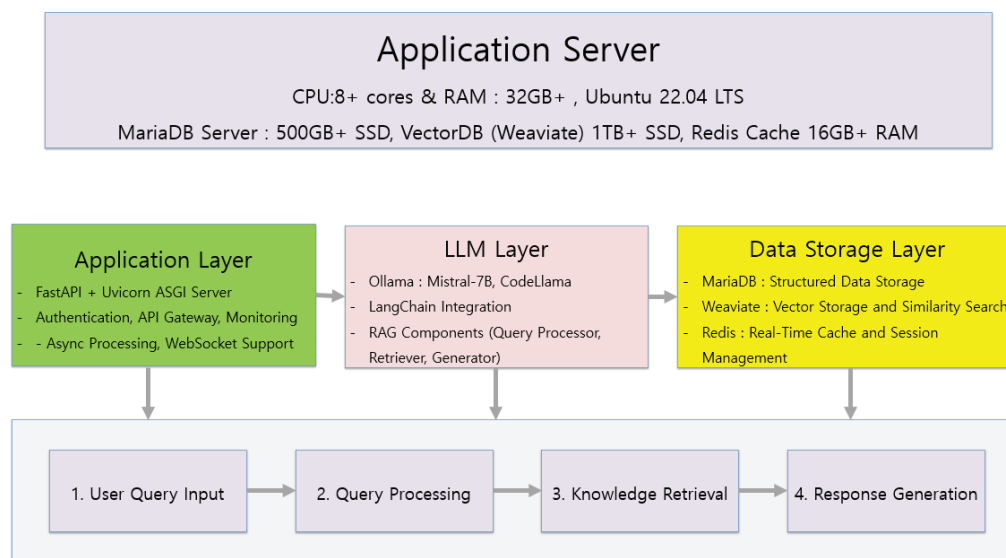 Application Server
CPU:8+ cores & RAM : 32GB+ , Ubuntu 22.04 LTS
MariaDB Server : 500GB+ SSD, VectorDB (Weaviate) 1TB+ SSD, Redis Cache 16GB+ RAM
Application Layer
- FastAPI + Uvicorn ASGI Server
- Authentication, API Gateway, Monitoring
- - Async Processing, WebSocket Support
LLM Layer
- Ollama : Mistral-7B, CodeLlama
- LangChain Integration
- RAG Components (Query Processor,
Retriever, Generator)
Data Storage Layer
- MariaDB : Structured Data Storage
- Weaviate : Vector Storage and Similarity Search
- Redis : Real-Time Cache and Session
Management
1. User Query Input
2. Query Processing
3. Knowledge Retrieval
4. Response Generation